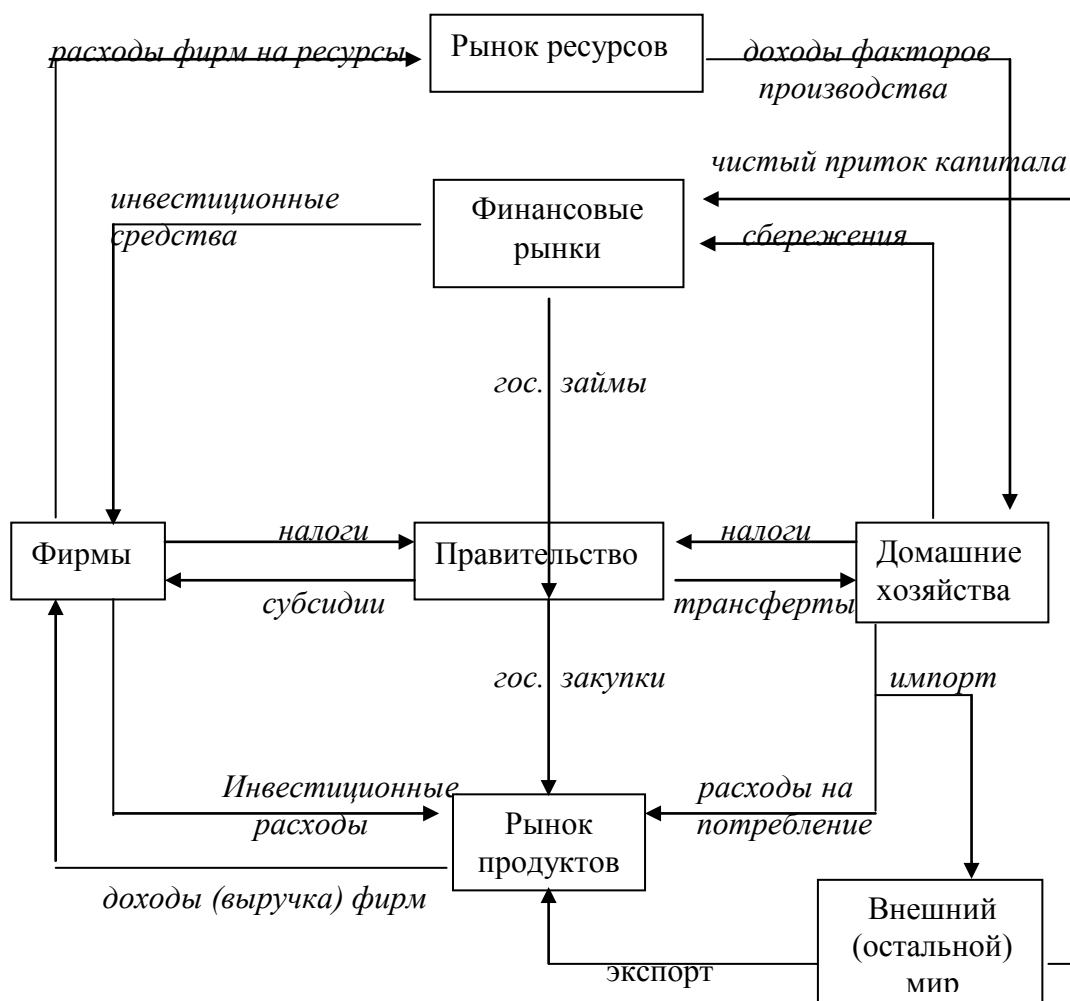 расходы фирм на ресурсы
Рынок ресурсов
доходы факторов
производства
чистый приток капитала
инвестиционные
средства
Финансовые
рынки
сбережения
гос. займы
Фирмы
налоги
Правительство
налоги
Домашние
хозяйства
субсидии
трансферты
гос. закупки
импорт
Инвестиционные
расходы
Рынок
продуктов
расходы на
потребление
доходы (выручка) фирм
экспорт
Внешний
(остальной)
мир